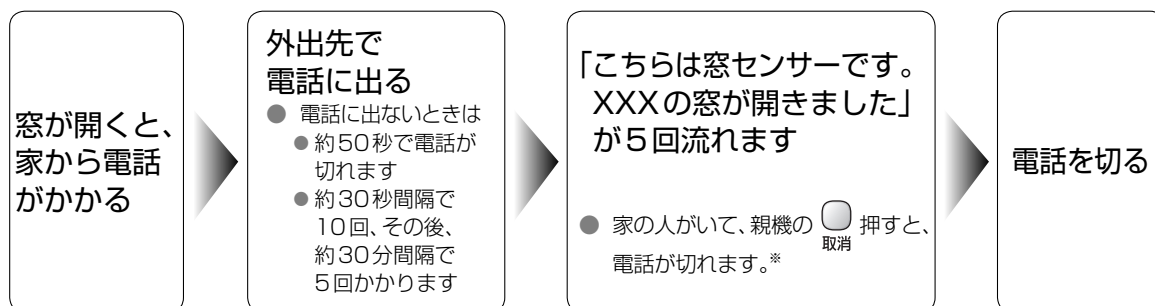 窓が開くと、
家から電話
がかかる
外出先で
電話に出る
● 電話に出ないときは
● 約50秒で電話が
切れます
● 約30秒間隔で
10回、その後、
約30分間隔で
5回かかります
「こちらは窓センサーです。
XXXの窓が開きました」
が5回流れます
● 家の人がいて、親機の 押すと、
取消
電話が切れます。※
電話を切る